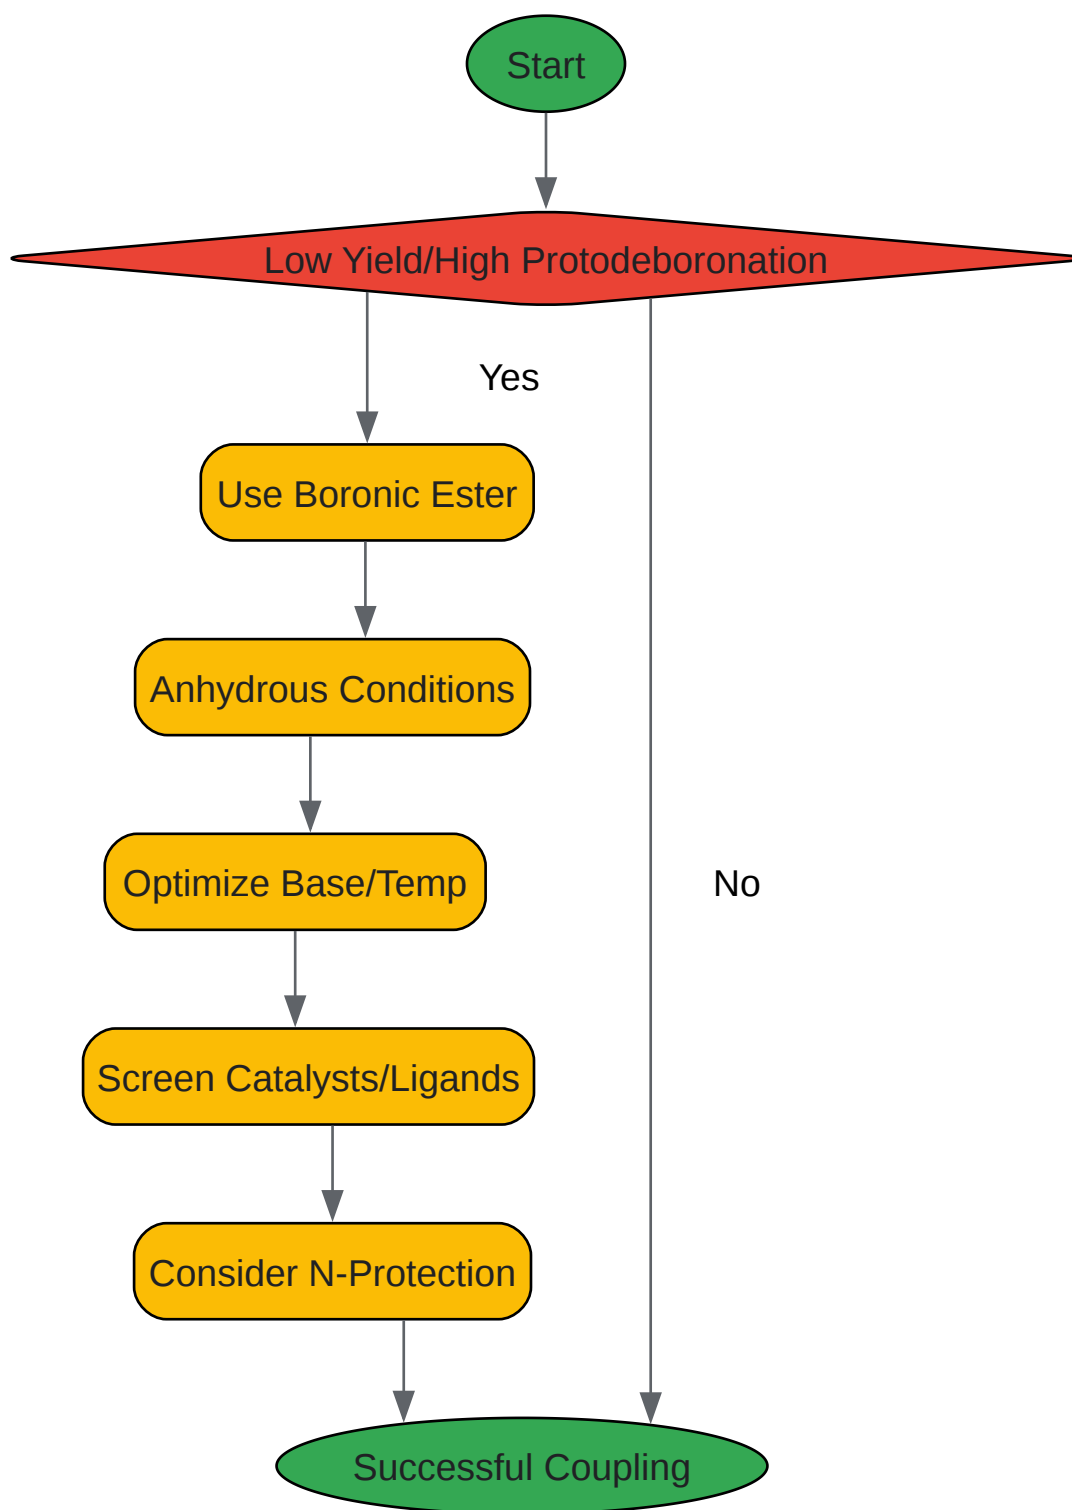 Start
Low Yield/High Protodeboronation
Yes
Use Boronic Ester
Anhydrous Conditions
Optimize Base/Temp
No
Screen Catalysts/Ligands
Consider N-Protection
Successful Coupling